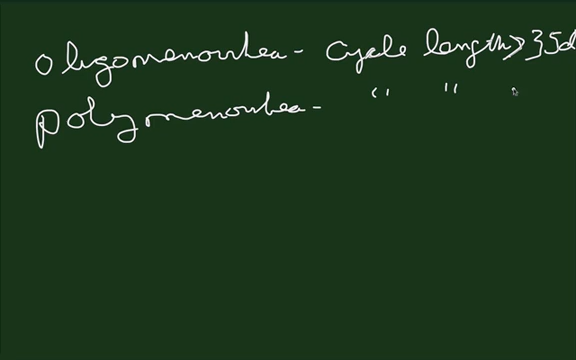 oligomenorrhea - cycle length > 35d
polymenorrhea - " "